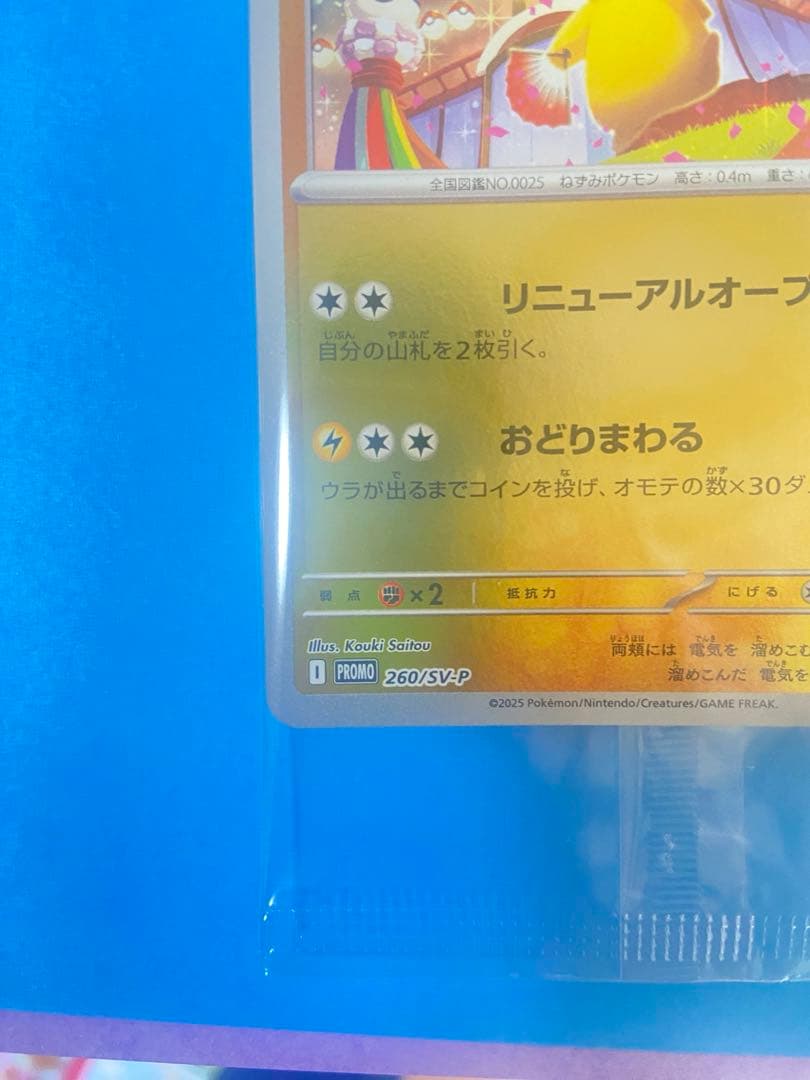 全国図鑑NO.0025 ねずみポケモン 高さ：0.4m 重さ：
リニューアルオープ
自分の山札を2枚引く。
おどりまわる
ウラが出るまでコインを投げ、オモテの数×30ダ
弱点 ×2 抵抗力 にげる
Illus. Kouki Saitou
両頬には 電気を 溜めこむ
I PROMO 260/SV-P
溜めこんだ 電気を
©2025 Pokémon/Nintendo/Creatures/GAME FREAK.